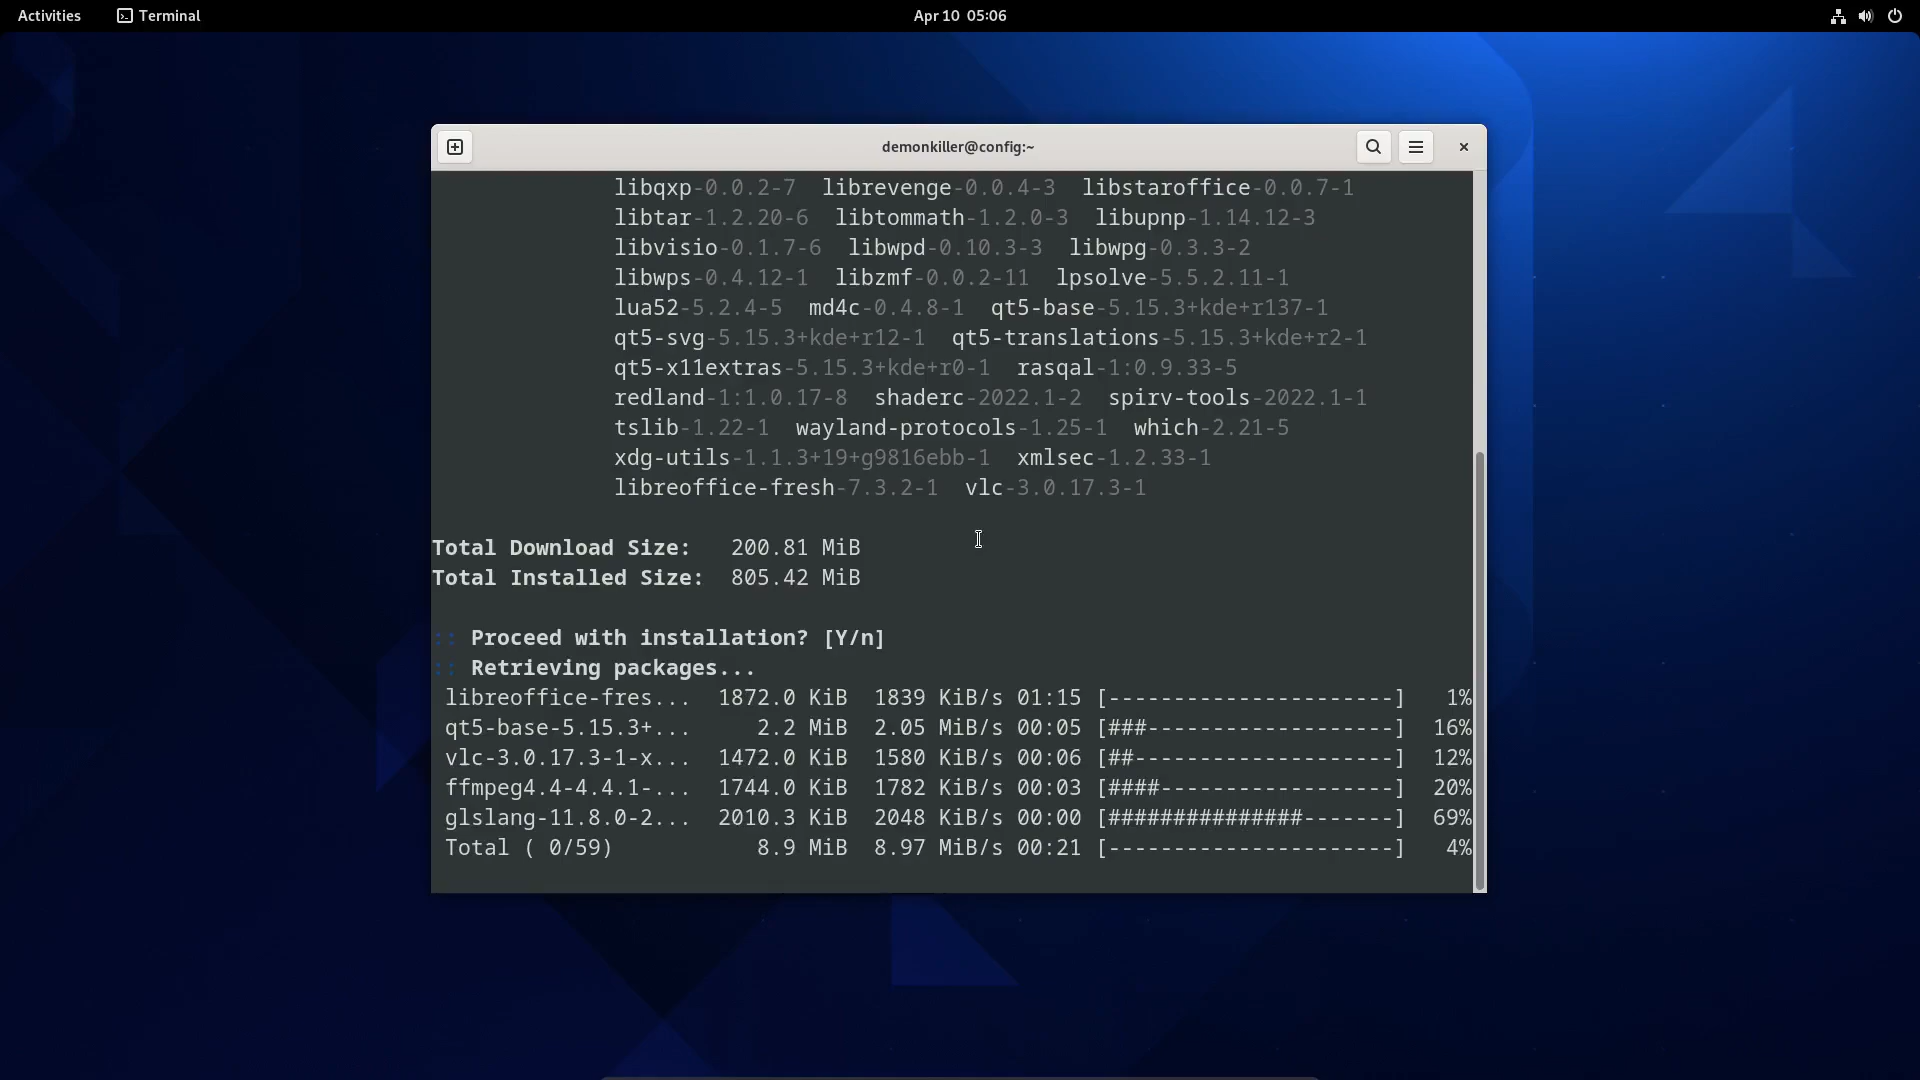 Activities Terminal Apr 10 05:06
demonkiller@config:~
libqxp-0.0.2-7 librevenge-0.0.4-3 libstaroffice-0.0.7-1
libtar-1.2.20-6 libtommath-1.2.0-3 libupnp-1.14.12-3
libvisio-0.1.7-6 libwpd-0.10.3-3 libwpg-0.3.3-2
libwps-0.4.12-1 libzmf-0.0.2-11 lpsolve-5.5.2.11-1
lua52-5.2.4-5 md4c-0.4.8-1 qt5-base-5.15.3+kde+r137-1
qt5-svg-5.15.3+kde+r12-1 qt5-translations-5.15.3+kde+r2-1
qt5-x11extras-5.15.3+kde+r0-1 rasqal-1:0.9.33-5
redland-1:1.0.17-8 shaderc-2022.1-2 spirv-tools-2022.1-1
tslib-1.22-1 wayland-protocols-1.25-1 which-2.21-5
xdg-utils-1.1.3+19+g9816ebb-1 xmlsec-1.2.33-1
libreoffice-fresh-7.3.2-1 vlc-3.0.17.3-1
Total Download Size: 200.81 MiB
Total Installed Size: 805.42 MiB
:: Proceed with installation? [Y/n]
:: Retrieving packages...
libreoffice-fres... 1872.0 KiB 1839 KiB/s 01:15 [----------------------] 1%
qt5-base-5.15.3+... 2.2 MiB 2.05 MiB/s 00:05 [###-------------------] 16%
vlc-3.0.17.3-1-x... 1472.0 KiB 1580 KiB/s 00:06 [##--------------------] 12%
ffmpeg4.4-4.4.1-... 1744.0 KiB 1782 KiB/s 00:03 [####------------------] 20%
glslang-11.8.0-2... 2010.3 KiB 2048 KiB/s 00:00 [###############-------] 69%
Total ( 0/59) 8.9 MiB 8.97 MiB/s 00:21 [----------------------] 4%